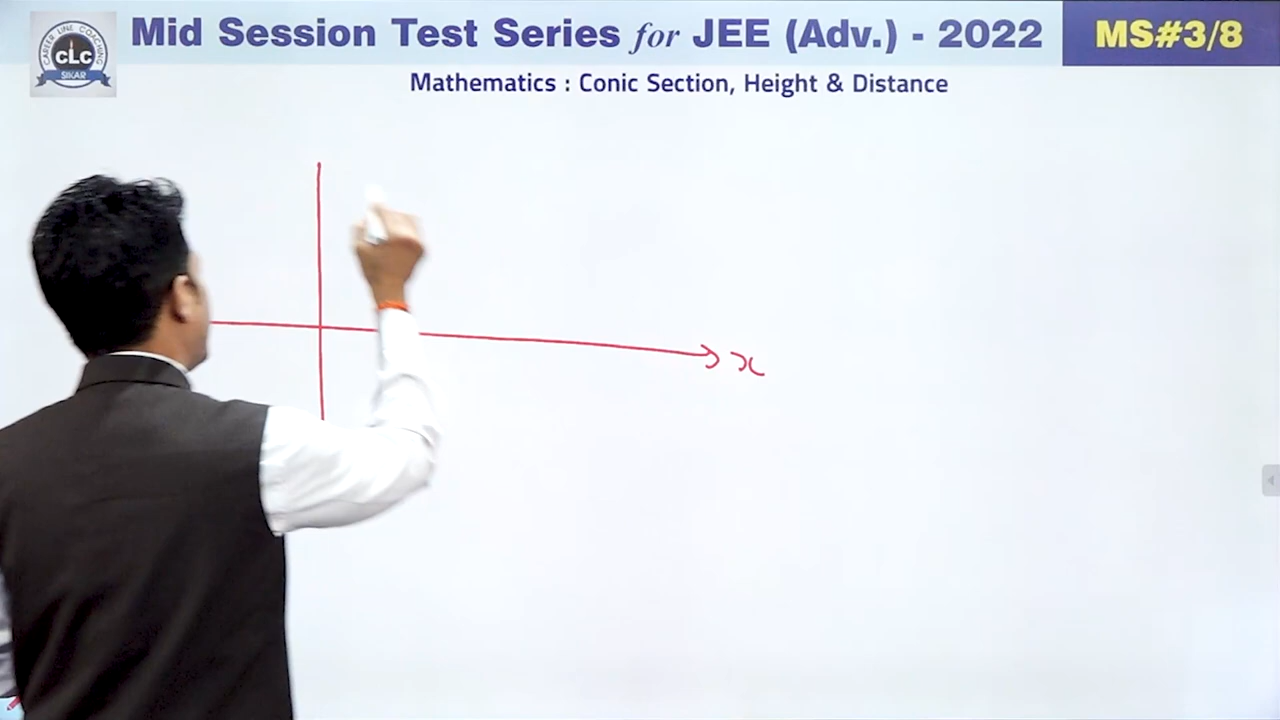 Mid Session Test Series for JEE (Adv.) - 2022
MS#3/8
Mathematics : Conic Section, Height & Distance
CAREER LINE COACHING
CLC
SIKAR
x